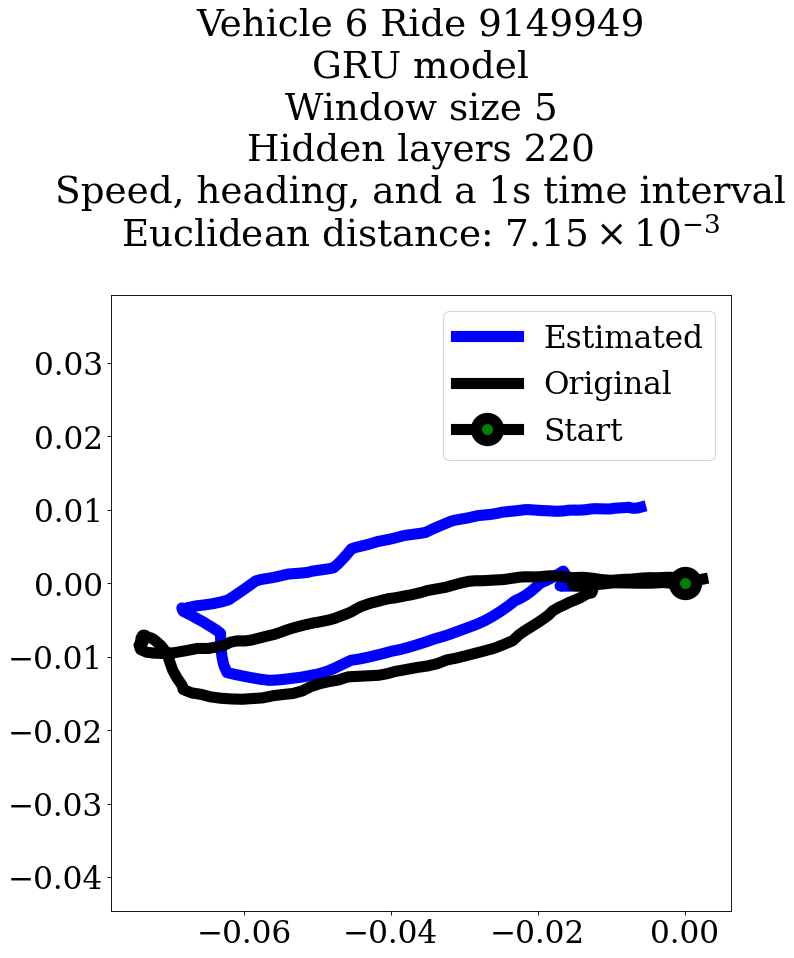 Vehicle 6 Ride 9149949
GRU model
Window size 5
Hidden layers 220
Speed, heading, and a 1s time interval
Euclidean distance: 7.15 × 10⁻³
Estimated
Original
Start
0.03
0.02
0.01
0.00
−0.01
−0.02
−0.03
−0.04
−0.06
−0.04
−0.02
0.00